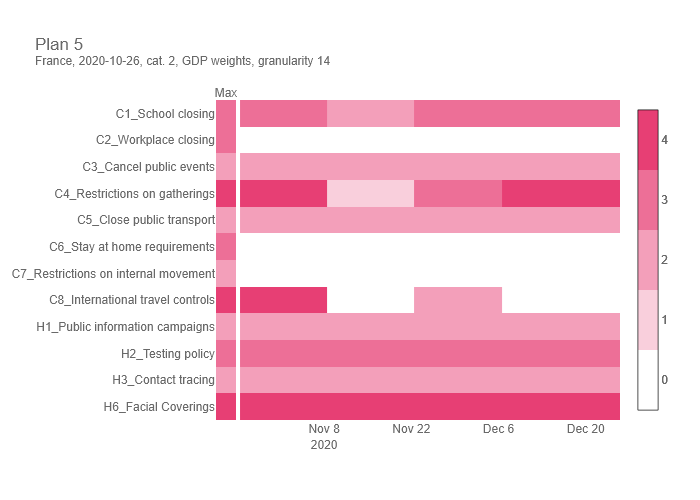 Plan 5
France, 2020-10-26, cat. 2, GDP weights, granularity 14
Max
C1_School closing
C2_Workplace closing
C3_Cancel public events
C4_Restrictions on gatherings
C5_Close public transport
C6_Stay at home requirements
C7_Restrictions on internal movement
C8_International travel controls
H1_Public information campaigns
H2_Testing policy
H3_Contact tracing
H6_Facial Coverings
Nov 8
2020
Nov 22
Dec 6
Dec 20
4
3
2
1
0